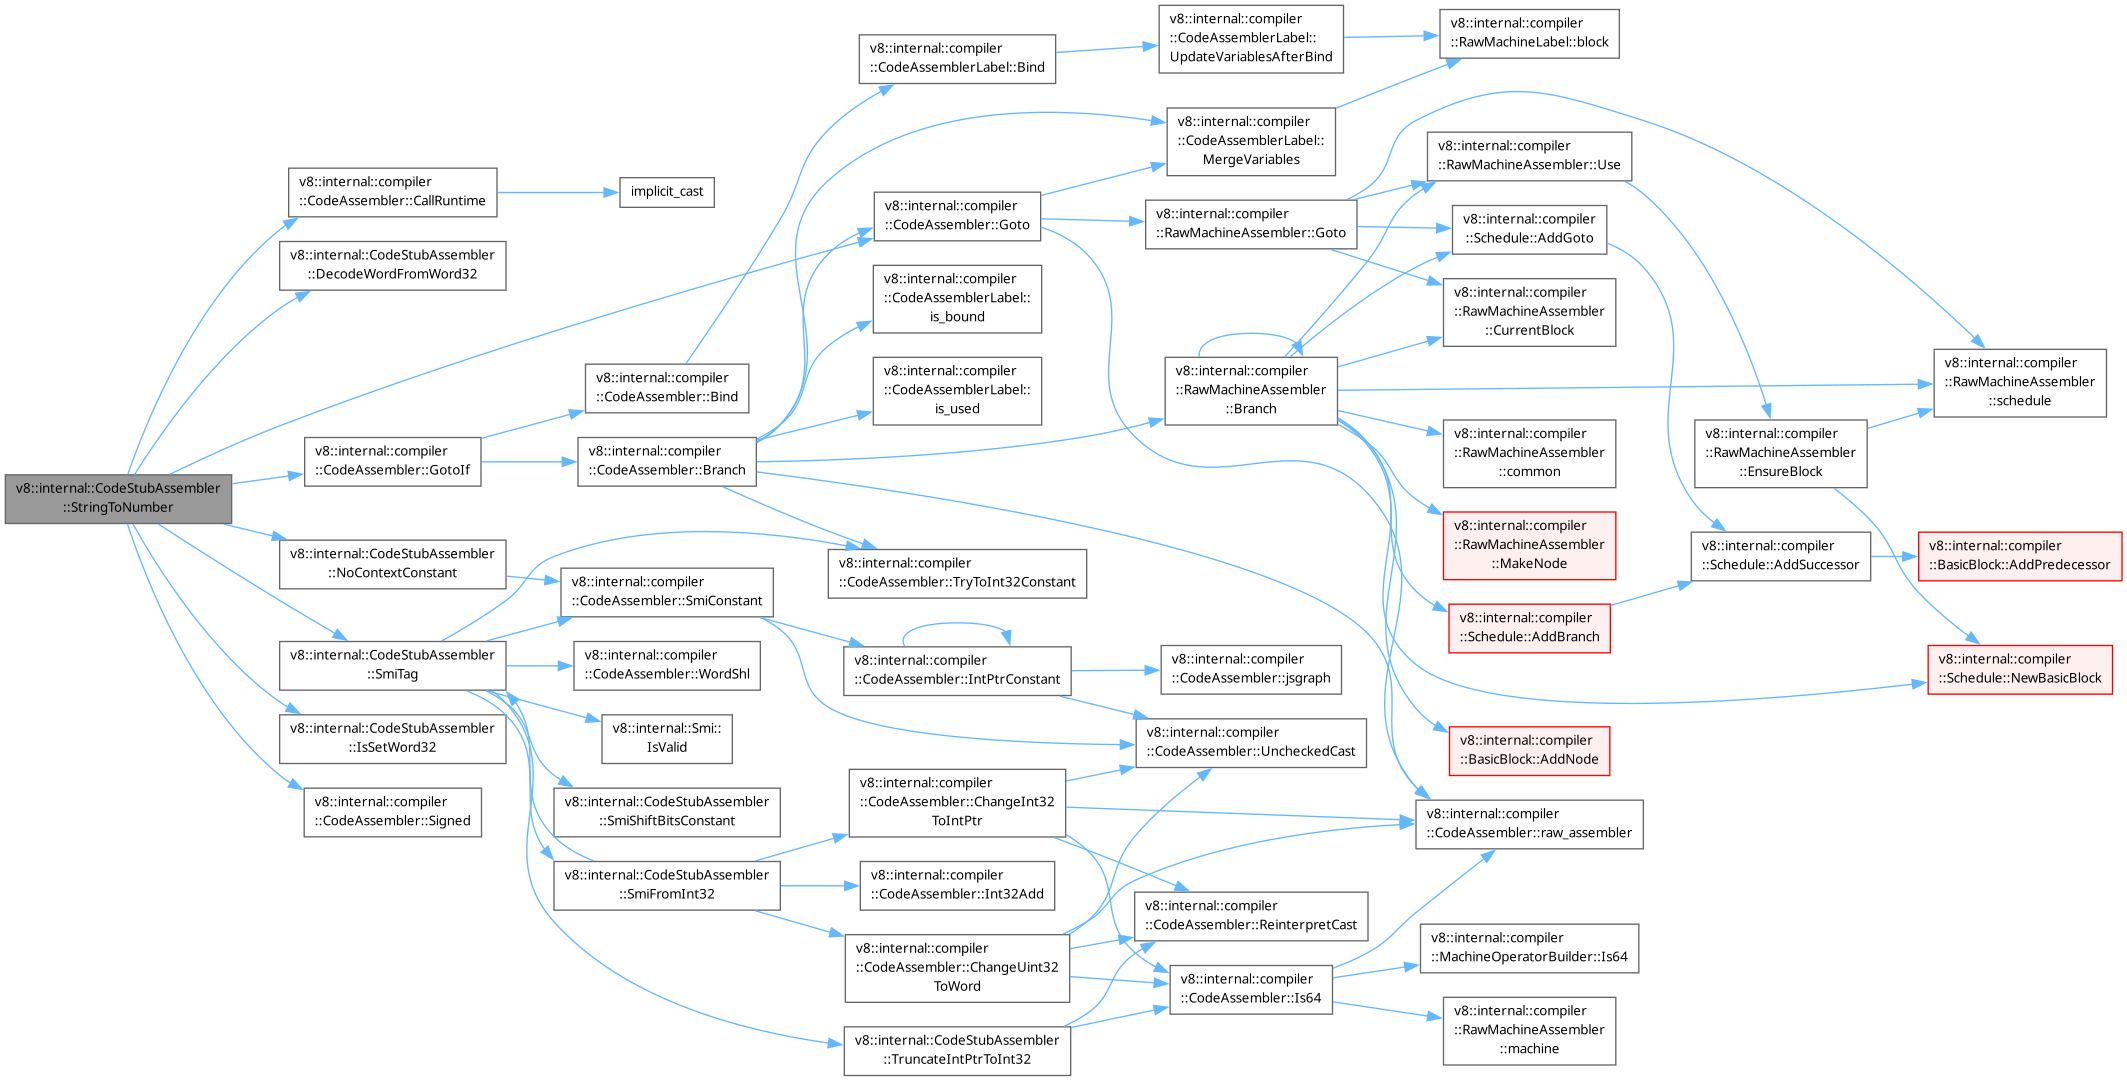 v8::internal::CodeStubAssembler
::StringToNumber
v8::internal::compiler
::CodeAssembler::CallRuntime
implicit_cast
v8::internal::CodeStubAssembler
::DecodeWordFromWord32
v8::internal::compiler
::CodeAssembler::GotoIf
v8::internal::CodeStubAssembler
::NoContextConstant
v8::internal::CodeStubAssembler
::SmiTag
v8::internal::CodeStubAssembler
::IsSetWord32
v8::internal::compiler
::CodeAssembler::Signed
v8::internal::compiler
::CodeAssembler::Bind
v8::internal::compiler
::CodeAssembler::Branch
v8::internal::compiler
::CodeAssembler::SmiConstant
v8::internal::compiler
::CodeAssembler::WordShl
v8::internal::Smi::
IsValid
v8::internal::CodeStubAssembler
::SmiShiftBitsConstant
v8::internal::CodeStubAssembler
::SmiFromInt32
v8::internal::compiler
::CodeAssemblerLabel::Bind
v8::internal::compiler
::CodeAssembler::Goto
v8::internal::compiler
::CodeAssemblerLabel::
is_bound
v8::internal::compiler
::CodeAssemblerLabel::
is_used
v8::internal::compiler
::CodeAssembler::TryToInt32Constant
v8::internal::compiler
::CodeAssembler::IntPtrConstant
v8::internal::compiler
::CodeAssembler::ChangeInt32
ToIntPtr
v8::internal::compiler
::CodeAssembler::Int32Add
v8::internal::compiler
::CodeAssembler::ChangeUint32
ToWord
v8::internal::CodeStubAssembler
::TruncateIntPtrToInt32
v8::internal::compiler
::CodeAssemblerLabel::
UpdateVariablesAfterBind
v8::internal::compiler
::CodeAssemblerLabel::
MergeVariables
v8::internal::compiler
::RawMachineAssembler::Goto
v8::internal::compiler
::RawMachineAssembler
::Branch
v8::internal::compiler
::CodeAssembler::jsgraph
v8::internal::compiler
::CodeAssembler::UncheckedCast
v8::internal::compiler
::CodeAssembler::ReinterpretCast
v8::internal::compiler
::CodeAssembler::Is64
v8::internal::compiler
::RawMachineLabel::block
v8::internal::compiler
::RawMachineAssembler::Use
v8::internal::compiler
::Schedule::AddGoto
v8::internal::compiler
::RawMachineAssembler
::CurrentBlock
v8::internal::compiler
::RawMachineAssembler
::common
v8::internal::compiler
::RawMachineAssembler
::MakeNode
v8::internal::compiler
::Schedule::AddBranch
v8::internal::compiler
::BasicBlock::AddNode
v8::internal::compiler
::CodeAssembler::raw_assembler
v8::internal::compiler
::MachineOperatorBuilder::Is64
v8::internal::compiler
::RawMachineAssembler
::machine
v8::internal::compiler
::RawMachineAssembler
::EnsureBlock
v8::internal::compiler
::Schedule::AddSuccessor
v8::internal::compiler
::RawMachineAssembler
::schedule
v8::internal::compiler
::BasicBlock::AddPredecessor
v8::internal::compiler
::Schedule::NewBasicBlock